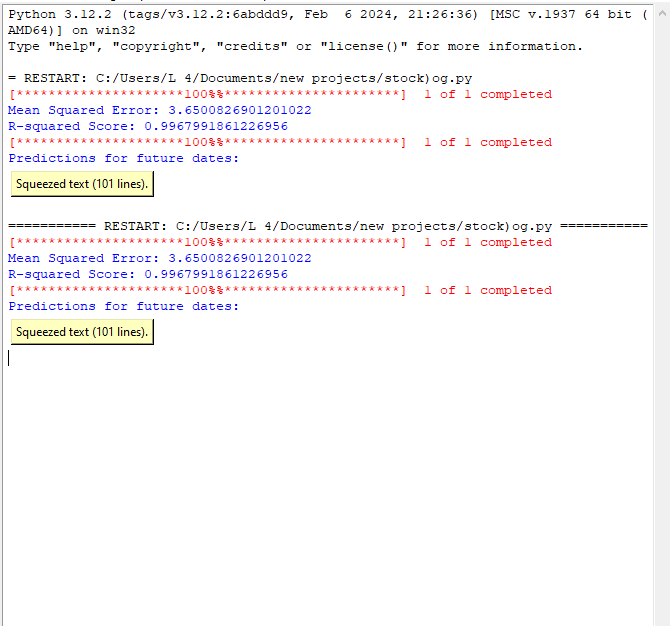 Python 3.12.2 (tags/v3.12.2:6abddd9, Feb  6 2024, 21:26:36) [MSC v.1937 64 bit (
AMD64)] on win32
Type "help", "copyright", "credits" or "license()" for more information.
= RESTART: C:/Users/L 4/Documents/new projects/stock)og.py
[*********************100%%**********************]  1 of 1 completed
Mean Squared Error: 3.6500826901201022
R-squared Score: 0.9967991861226956
[*********************100%%**********************]  1 of 1 completed
Predictions for future dates:
Squeezed text (101 lines).
=========== RESTART: C:/Users/L 4/Documents/new projects/stock)og.py ===========
[*********************100%%**********************]  1 of 1 completed
Mean Squared Error: 3.6500826901201022
R-squared Score: 0.9967991861226956
[*********************100%%**********************]  1 of 1 completed
Predictions for future dates:
Squeezed text (101 lines).